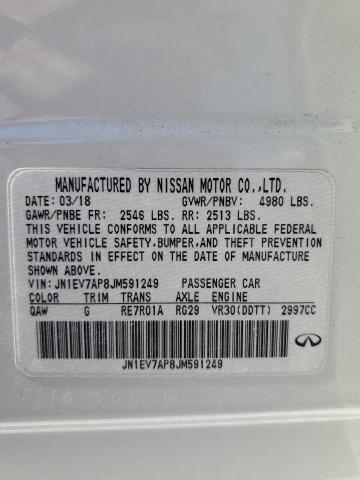 MANUFACTURED BY NISSAN MOTOR CO.,LTD.
DATE: 03/18 GVWR/PNBV: 4980 LBS.
GAWR/PNBE FR: 2546 LBS. RR: 2513 LBS.
THIS VEHICLE CONFORMS TO ALL APPLICABLE FEDERAL
MOTOR VEHICLE SAFETY,BUMPER,AND THEFT PREVENTION
STANDARDS IN EFFECT ON THE DATE OF MANUFACTURE
SHOWN ABOVE.
VIN: JN1EV7AP8JM591249 PASSENGER CAR
COLOR TRIM TRANS AXLE ENGINE
QAW G RE7R01A RG29 VR30(DDTT) 2997CC
JN1EV7AP8JM591249